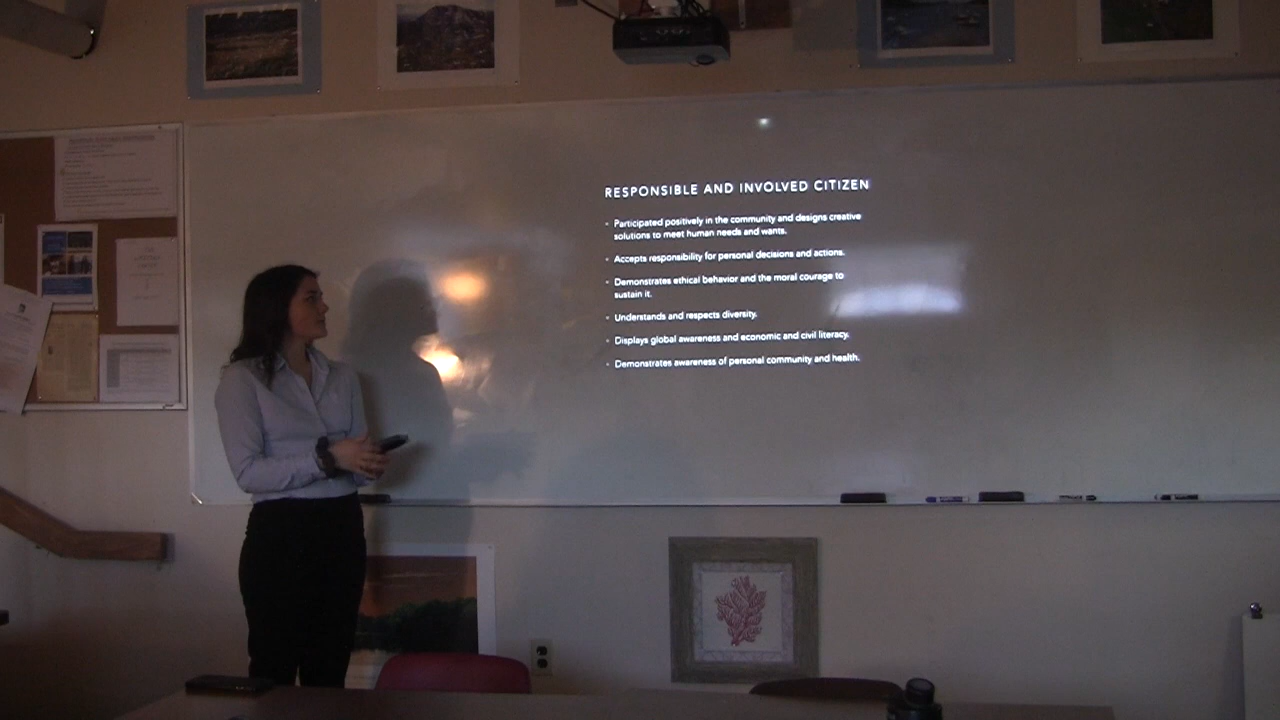 RESPONSIBLE AND INVOLVED CITIZEN
- Participated positively in the community and designs creative
solutions to meet human needs and wants.
- Accepts responsibility for personal decisions and actions.
- Demonstrates ethical behavior and the moral courage to
sustain it.
- Understands and respects diversity.
- Displays global awareness and economic and civil literacy.
- Demonstrates awareness of personal community and health.